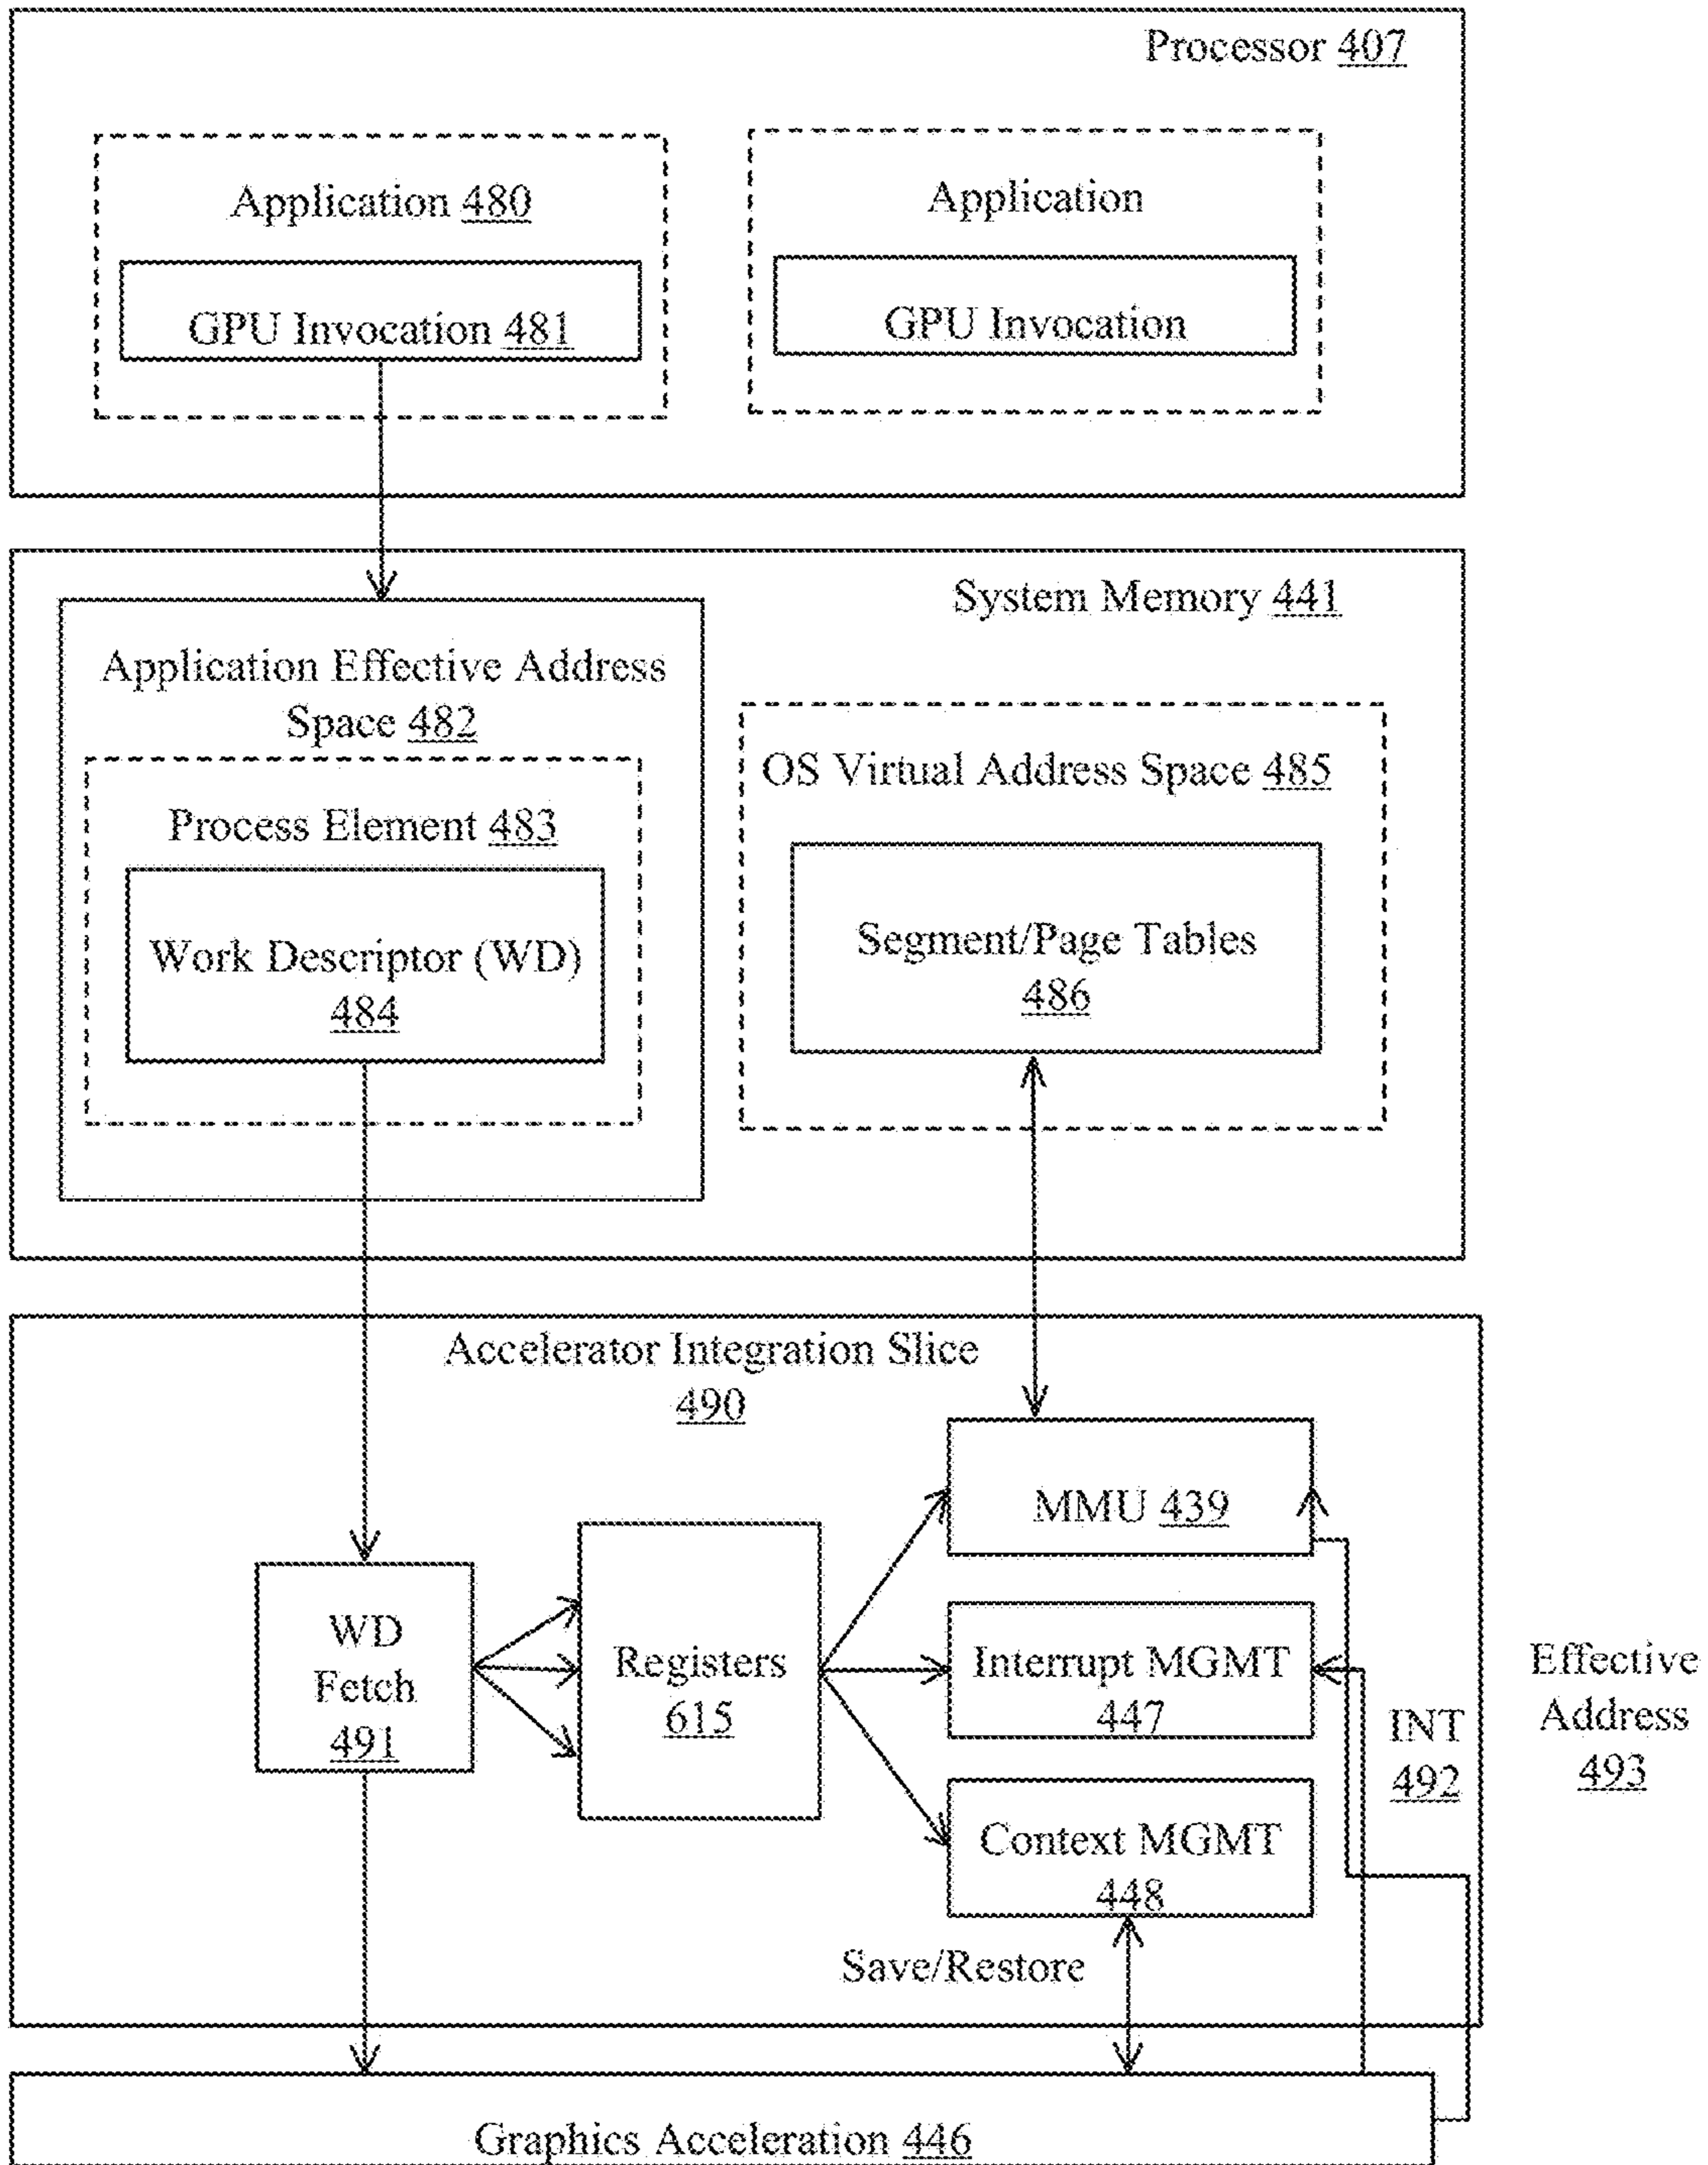 Processor 407
Application 480
Application
GPU Invocation 481
GPU Invocation
System Memory 441
Application Effective Address
Space 482
OS Virtual Address Space 485
Process Element 483
Segment/Page Tables
486
Work Descriptor (WD)
484
Accelerator Integration Slice
490
MMU 439
WD
Fetch
491
Registers
615
Interrupt MGMT
447
INT
492
Effective
Address
493
Context MGMT
448
Save/Restore
Graphics Acceleration 446